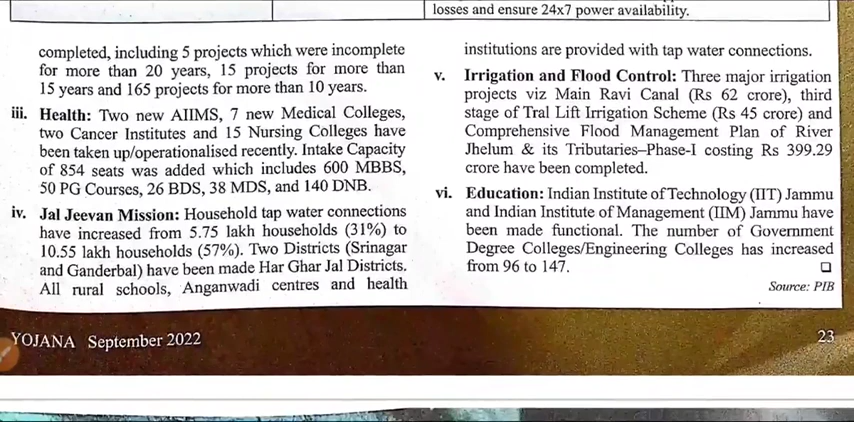 losses and ensure 24x7 power availability.
completed, including 5 projects which were incomplete
for more than 20 years, 15 projects for more than
15 years and 165 projects for more than 10 years.
iii. Health: Two new AIIMS, 7 new Medical Colleges,
two Cancer Institutes and 15 Nursing Colleges have
been taken up/operationalised recently. Intake Capacity
of 854 seats was added which includes 600 MBBS,
50 PG Courses, 26 BDS, 38 MDS, and 140 DNB.
iv. Jal Jeevan Mission: Household tap water connections
have increased from 5.75 lakh households (31%) to
10.55 lakh households (57%). Two Districts (Srinagar
and Ganderbal) have been made Har Ghar Jal Districts.
All rural schools, Anganwadi centres and health
institutions are provided with tap water connections.
v. Irrigation and Flood Control: Three major irrigation
projects viz Main Ravi Canal (Rs 62 crore), third
stage of Tral Lift Irrigation Scheme (Rs 45 crore) and
Comprehensive Flood Management Plan of River
Jhelum & its Tributaries–Phase-I costing Rs 399.29
crore have been completed.
vi. Education: Indian Institute of Technology (IIT) Jammu
and Indian Institute of Management (IIM) Jammu have
been made functional. The number of Government
Degree Colleges/Engineering Colleges has increased
from 96 to 147.
Source: PIB
YOJANA September 2022
23